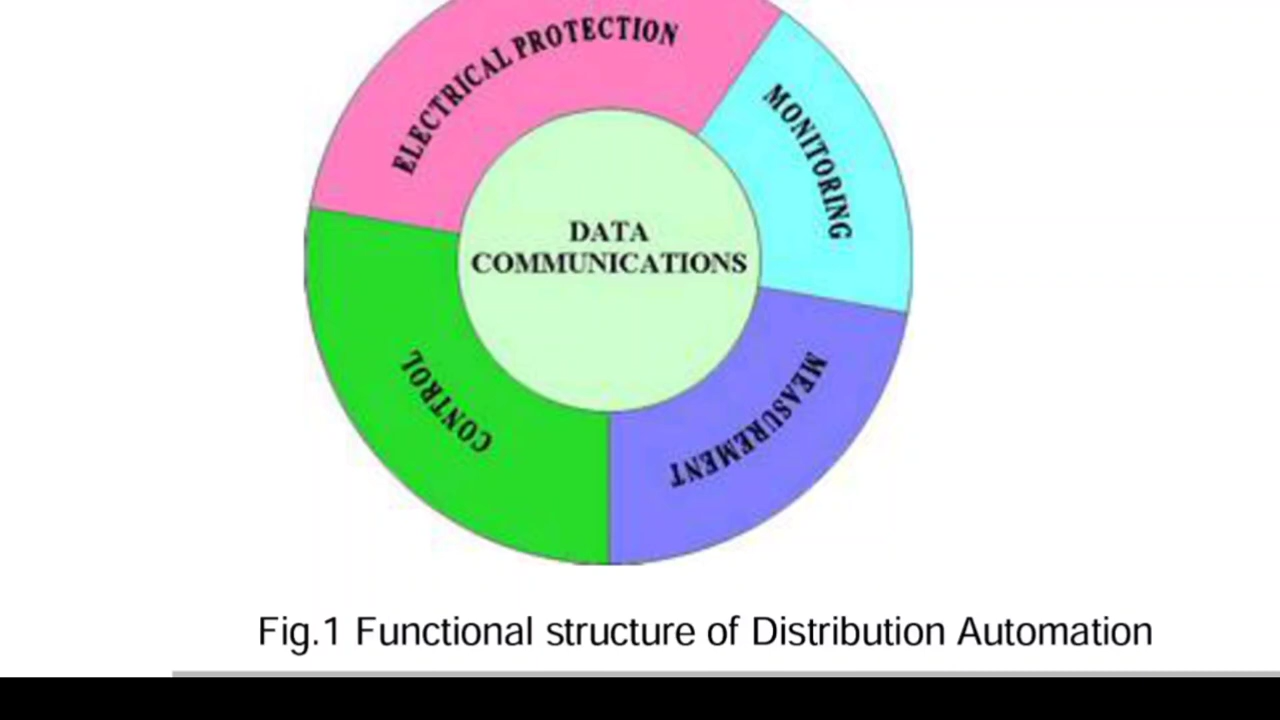 ELECTRICAL PROTECTION
MONITORING
DATA
COMMUNICATIONS
CONTROL
MEASUREMENT
Fig.1 Functional structure of Distribution Automation